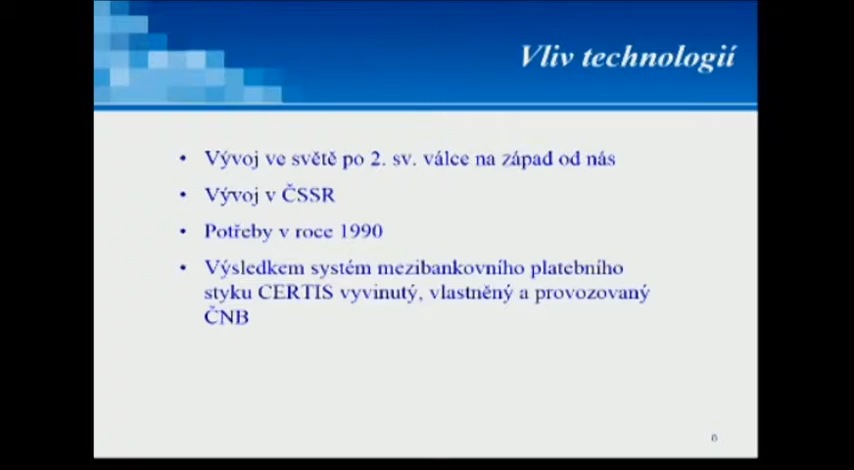 Vliv technologií
• Vývoj ve světě po 2. sv. válce na západ od nás
• Vývoj v ČSSR
• Potřeby v roce 1990
• Výsledkem systém mezibankovního platebního
styku CERTIS vyvinutý, vlastněný a provozovaný
ČNB